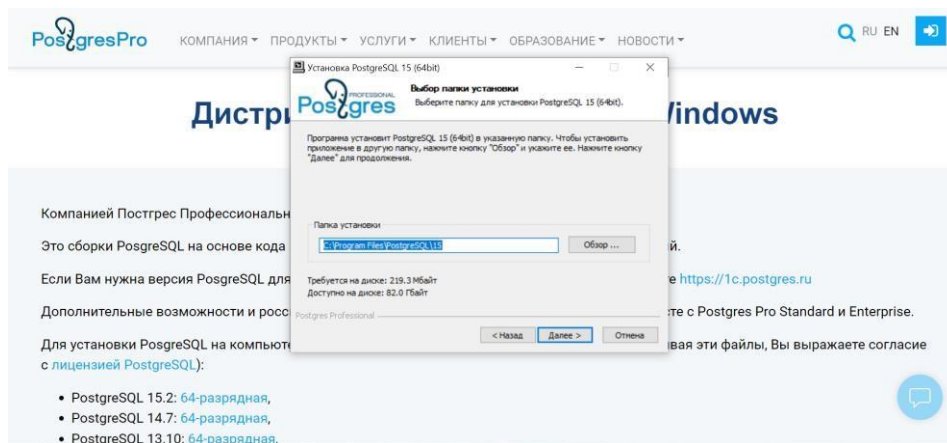 PostgresPro
КОМПАНИЯ ПРОДУКТЫ УСЛУГИ КЛИЕНТЫ ОБРАЗОВАНИЕ НОВОСТИ
RU EN
Дистри
Windows
Установка PostgreSQL 15 (64bit)
PROFESSIONAL
Postgres
Выбор папки установки
Выберите папку для установки PostgreSQL 15 (64bit).
Программа установит PostgreSQL 15 (64bit) в указанную папку. Чтобы установить
приложение в другую папку, нажмите кнопку "Обзор" и укажите ее. Нажмите кнопку
"Далее" для продолжения.
Папка установки
C:\Program Files\PostgreSQL\15
Обзор ...
Требуется на диске: 219.3 Мбайт
Доступно на диске: 82.0 Гбайт
Postgres Professional
< Назад
Далее >
Отмена
Компанией Постгрес Профессиональн
Это сборки PosgreSQL на основе кода
й.
Если Вам нужна версия PosgreSQL для
е https://1c.postgres.ru
Дополнительные возможности и росс
сте с Postgres Pro Standard и Enterprise.
Для установки PosgreSQL на компьюте
вая эти файлы, Вы выражаете согласие
с лицензией PostgreSQL):
• PostgreSQL 15.2: 64-разрядная,
• PostgreSQL 14.7: 64-разрядная,
• PostgreSQL 13.10: 64-разрядная,